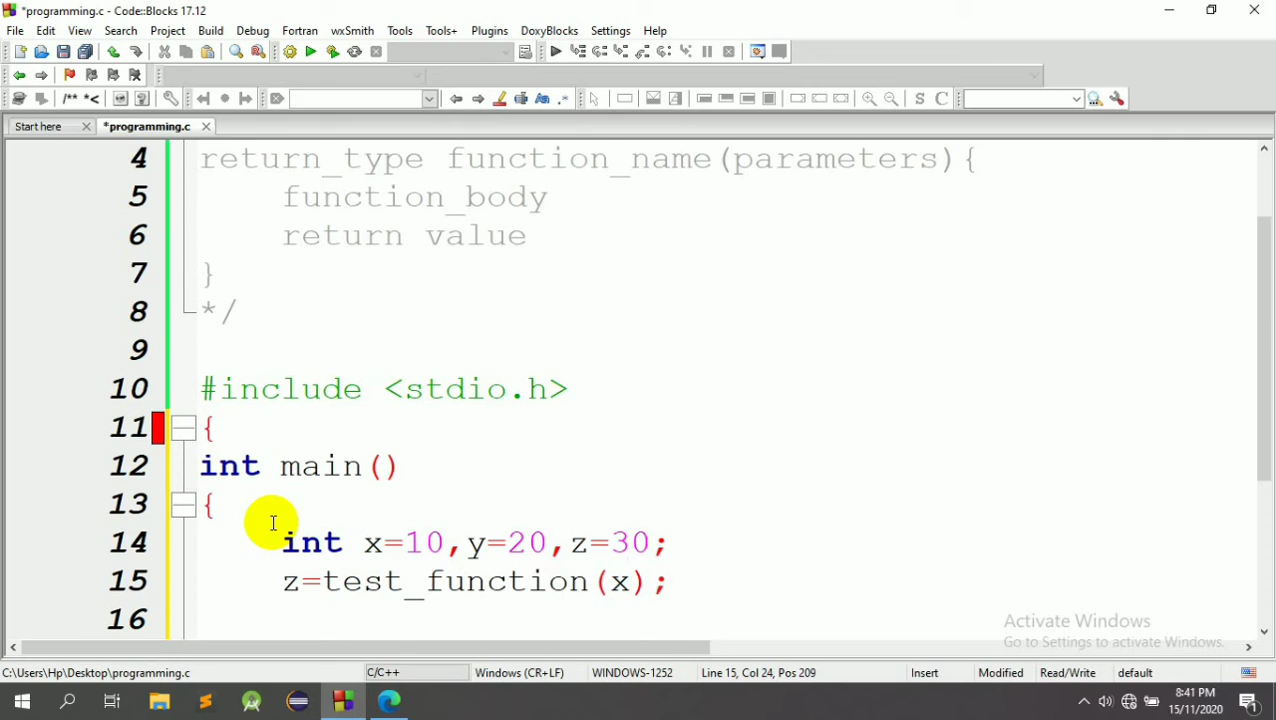 *programming.c - Code::Blocks 17.12
File Edit View Search Project Build Debug Fortran wxSmith Tools Tools+ Plugins DoxyBlocks Settings Help
/** *<
S C
Start here *programming.c
4 return_type function_name(parameters){
5 function_body
6 return value
7 }
8 */
9
10 #include <stdio.h>
11 {
12 int main()
13 {
14 int x=10,y=20,z=30;
15 z=test_function(x);
16
Activate Windows
Go to Settings to activate Windows.
C:\Users\Hp\Desktop\programming.c C/C++ Windows (CR+LF) WINDOWS-1252 Line 15, Col 24, Pos 209 Insert Modified Read/Write default
8:41 PM
15/11/2020